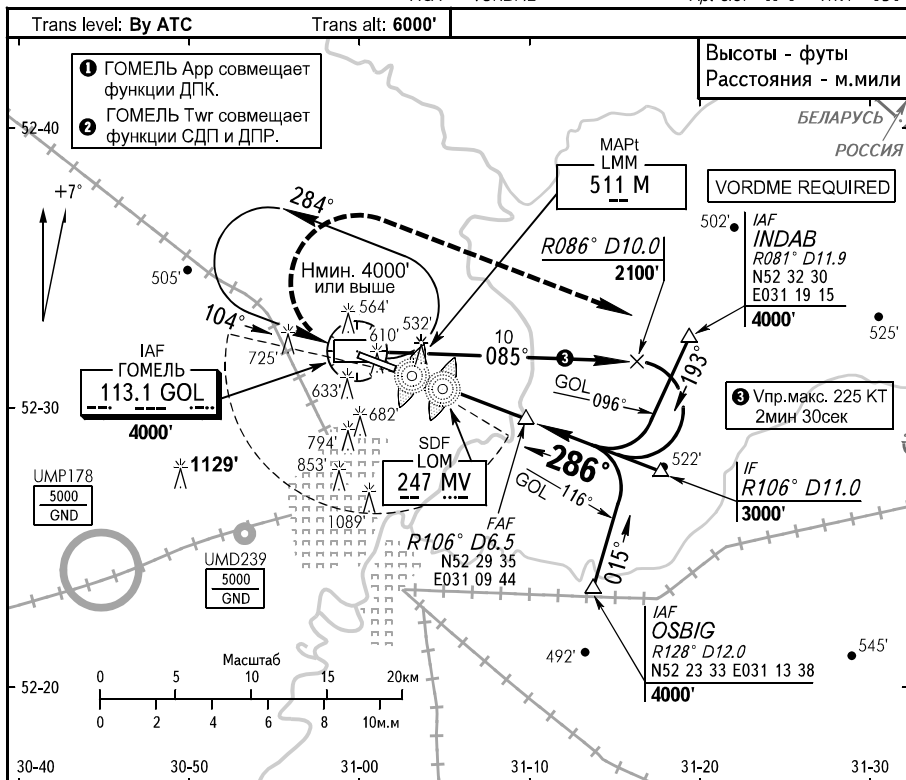 Trans level: By ATC
Trans alt: 6000'
Высоты - футы
Расстояния - м.мили
❶ ГОМЕЛЬ App совмещает
функции ДПК.
❷ ГОМЕЛЬ Twr совмещает
функции СДП и ДПР.
БЕЛАРУСЬ
РОССИЯ
52-40
MAPt
LMM
511 M
VORDME REQUIRED
+7°
284°
502'
IAF
INDAB
R081° D11.9
N52 32 30
E031 19 15
4000'
R086° D10.0
2100'
505'
Нмин. 4000'
или выше
564'
525'
104°
725'
610'
532'
10
085°
❸
193°
IAF
ГОМЕЛЬ
113.1 GOL
4000'
633'
GOL
096°
❸ Vпр.макс. 225 KT
2мин 30сек
52-30
682'
794'
853'
1089'
1129'
SDF
LOM
247 MV
286°
GOL
116°
522'
IF
R106° D11.0
3000'
UMP178
5000
GND
FAF
R106° D6.5
N52 29 35
E031 09 44
015°
UMD239
5000
GND
IAF
OSBIG
R128° D12.0
N52 23 33 E031 13 38
4000'
492'
545'
Масштаб
0 5 10 15 20км
0 2 4 6 8 10м.м
52-20
30-40 30-50 31-00 31-10 31-20 31-30